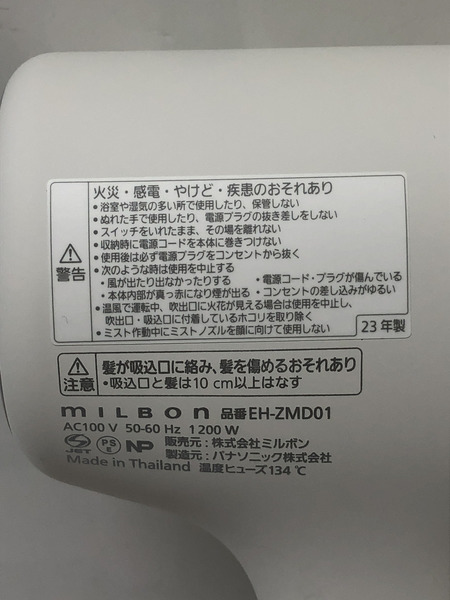 火災・感電・やけど・疾患のおそれあり
・浴室や湿気の多い所で使用したり、保管しない
・ぬれた手で使用したり、電源プラグの抜き差しをしない
・スイッチをいれたまま、その場を離れない
・収納時に電源コードを本体に巻きつけない
・使用後は必ず電源プラグをコンセントから抜く
・次のような時は使用を中止する
・風が出たり出なかったりする ・電源コード・プラグが傷んでいる
・本体内部が真っ赤になり煙が出る ・コンセントの差し込みがゆるい
・温風で運転中、吹出口に火花が見える場合は使用を中止し、
吹出口・吸込口に付着しているホコリを取り除く
・ミスト作動中にミストノズルを顔に向けて使用しない
警告
23年製
髪が吸込口に絡み、髪を傷めるおそれあり
・吸込口と髪は10cm以上はなす
注意
MILBON 品番 EH-ZMD01
AC100 V 50-60 Hz 1200 W
JET PS E NP 販売元：株式会社ミルボン
製造元：パナソニック株式会社
Made in Thailand 温度ヒューズ134℃